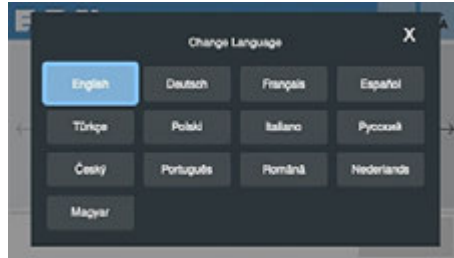 Change Language
X
English Deutsch Français Español
Türkçe Polski Italiano Русский
Český Português Română Nederlands
Magyar